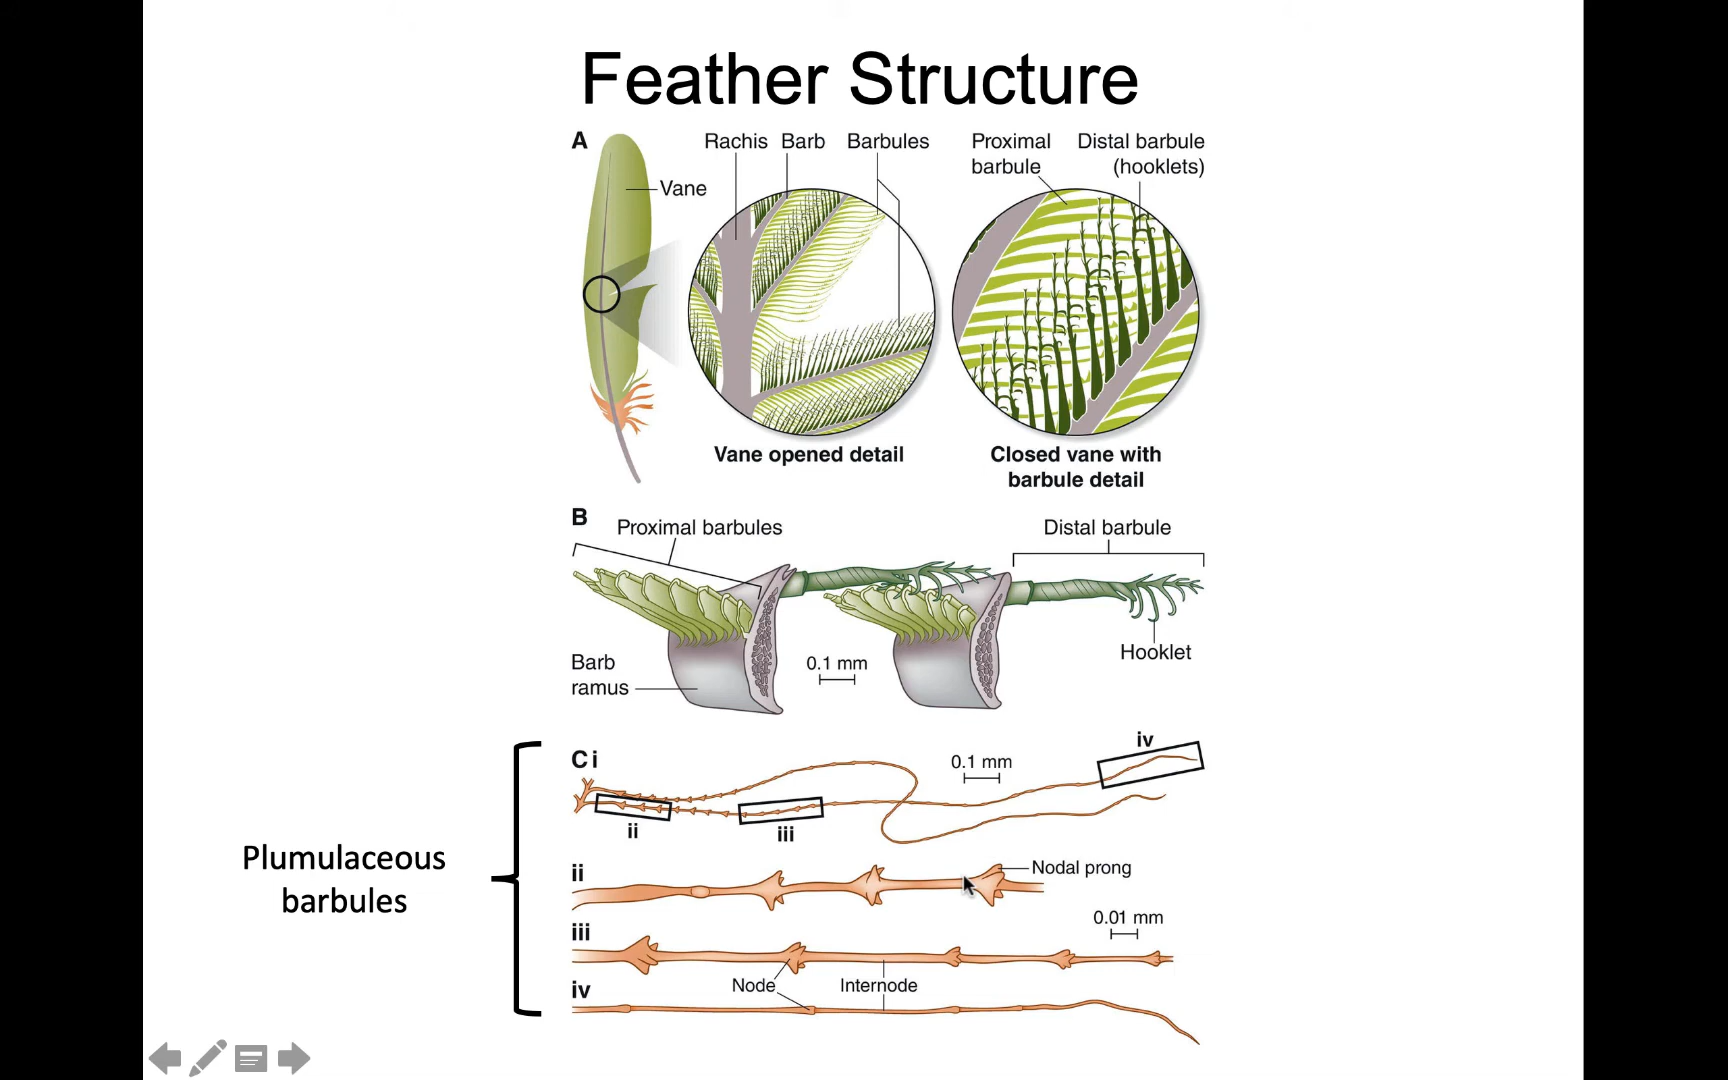 Feather Structure
A
Rachis Barb Barbules
Proximal
barbule
Distal barbule
(hooklets)
Vane
Vane opened detail
Closed vane with
barbule detail
B
Proximal barbules
Distal barbule
Barb
ramus
0.1 mm
Hooklet
C i
0.1 mm
iv
ii
iii
Plumulaceous
barbules
ii
Nodal prong
0.01 mm
iii
Node
Internode
iv